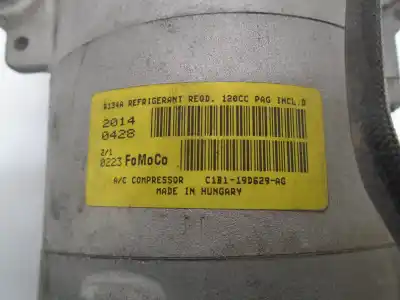 R134A REFRIGERANT REQD. 120CC PAG INCL.D
2014
0428
2/1
0223 FoMoCo
A/C COMPRESSOR C1B1-19D629-AG
MADE IN HUNGARY